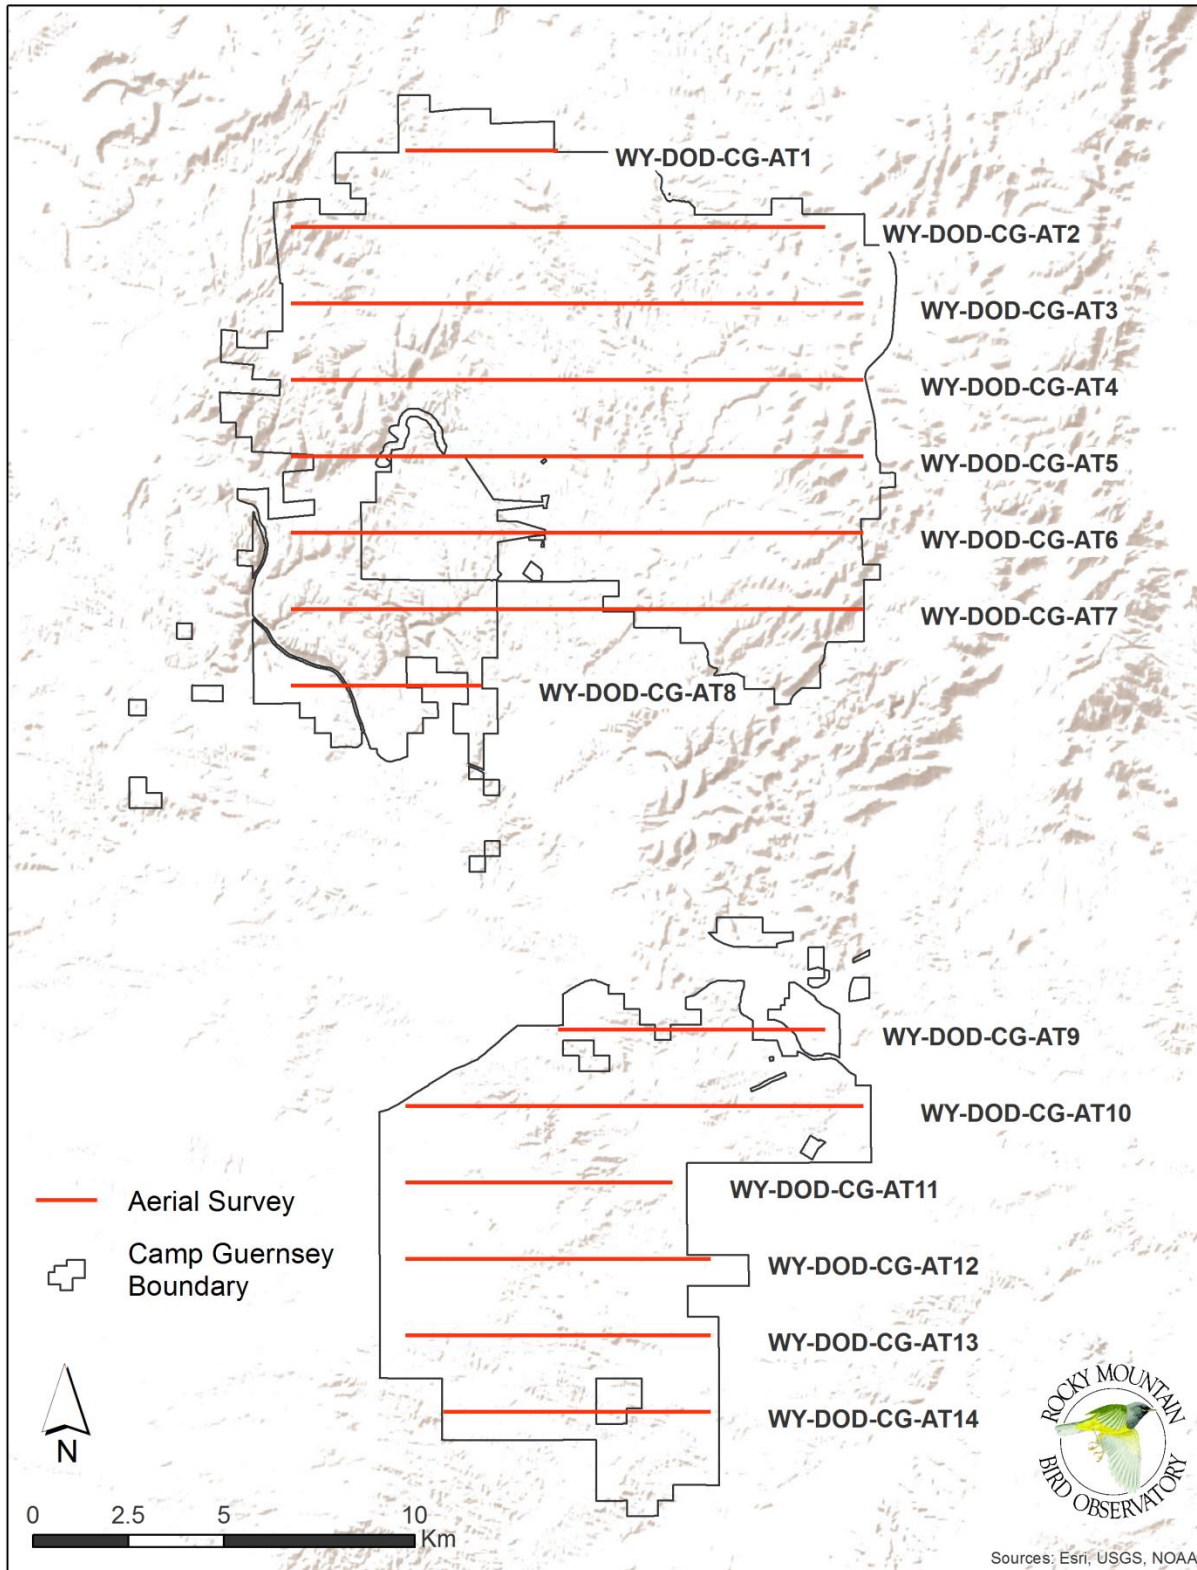 WY-DOD-CG-AT1
WY-DOD-CG-AT2
WY-DOD-CG-AT3
WY-DOD-CG-AT4
WY-DOD-CG-AT5
WY-DOD-CG-AT6
WY-DOD-CG-AT7
WY-DOD-CG-AT8
WY-DOD-CG-AT9
WY-DOD-CG-AT10
WY-DOD-CG-AT11
WY-DOD-CG-AT12
WY-DOD-CG-AT13
WY-DOD-CG-AT14
Aerial Survey
Camp Guernsey
Boundary
N
0 2.5 5 10
Km
ROCKY MOUNTAIN
BIRD OBSERVATORY
Sources: Esri, USGS, NOAA